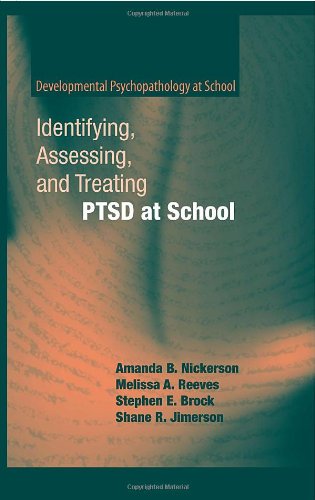 Developmental Psychopathology at School
Identifying,
Assessing,
and Treating
PTSD at School
Amanda B. Nickerson
Melissa A. Reeves
Stephen E. Brock
Shane R. Jimerson